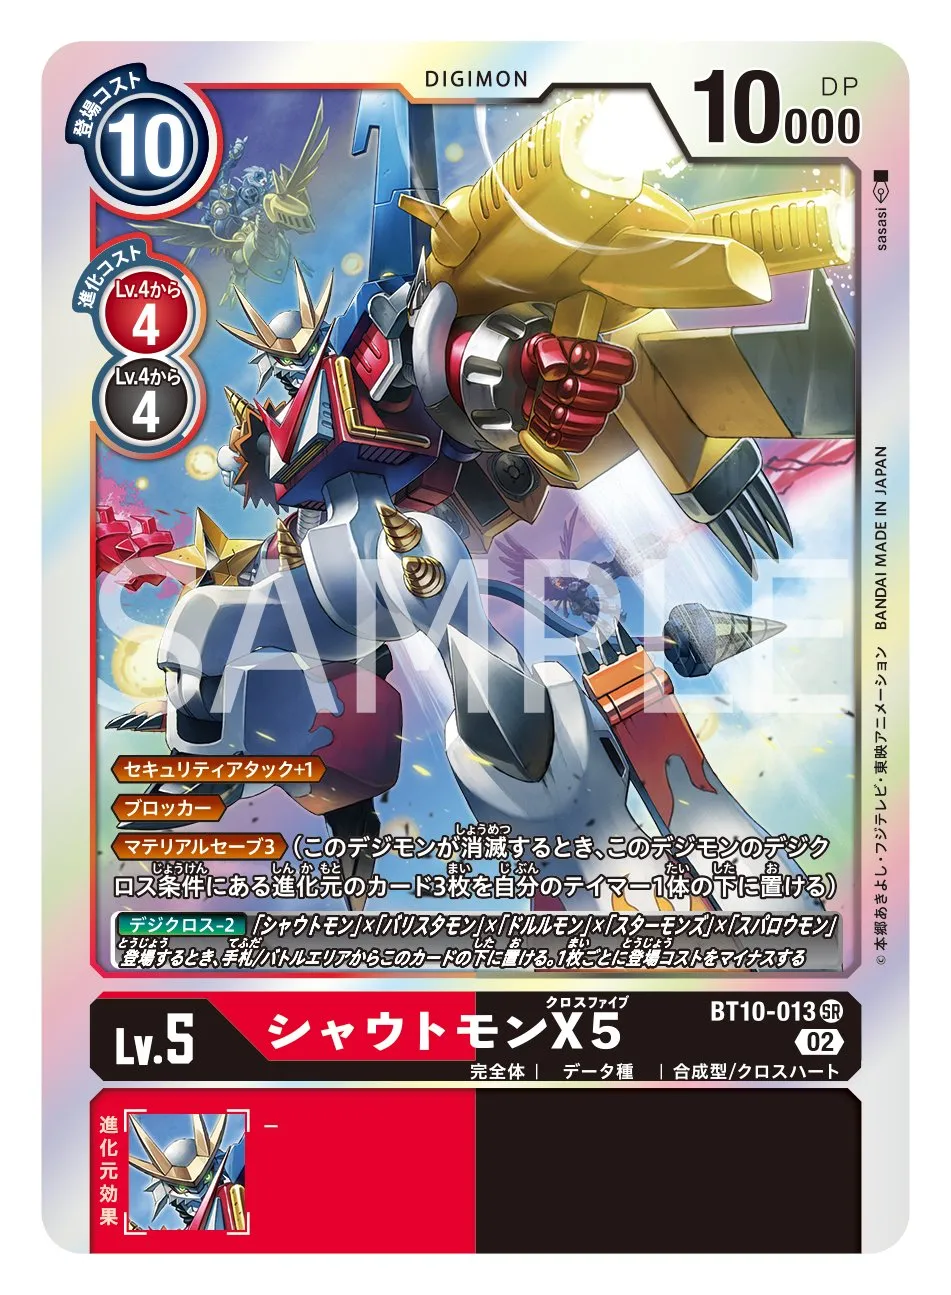 DIGIMON
登場コスト
10
10000
DP
進化コスト
Lv.4から
4
Lv.4から
4
sasasi
SAMPLE
セキュリティアタック+1
ブロッカー
マテリアルセーブ3 (このデジモンが消滅するとき、このデジモンのデジク
ロス条件にある進化元のカード3枚を自分のテイマー1体の下に置ける)
デジクロス-2 「シャウトモン」×「バリスタモン」×「ドルルモン」×「スターモンズ」×「スパロウモン」
登場するとき、手札/バトルエリアからこのカードの下に置ける。1枚ごとに登場コストをマイナスする
©本郷あきよし・フジテレビ・東映アニメーション BANDAI MADE IN JAPAN
Lv.5
クロスファイブ
シャウトモンX5
BT10-013 SR
02
完全体 | データ種 | 合成型/クロスハート
進化元効果
ー